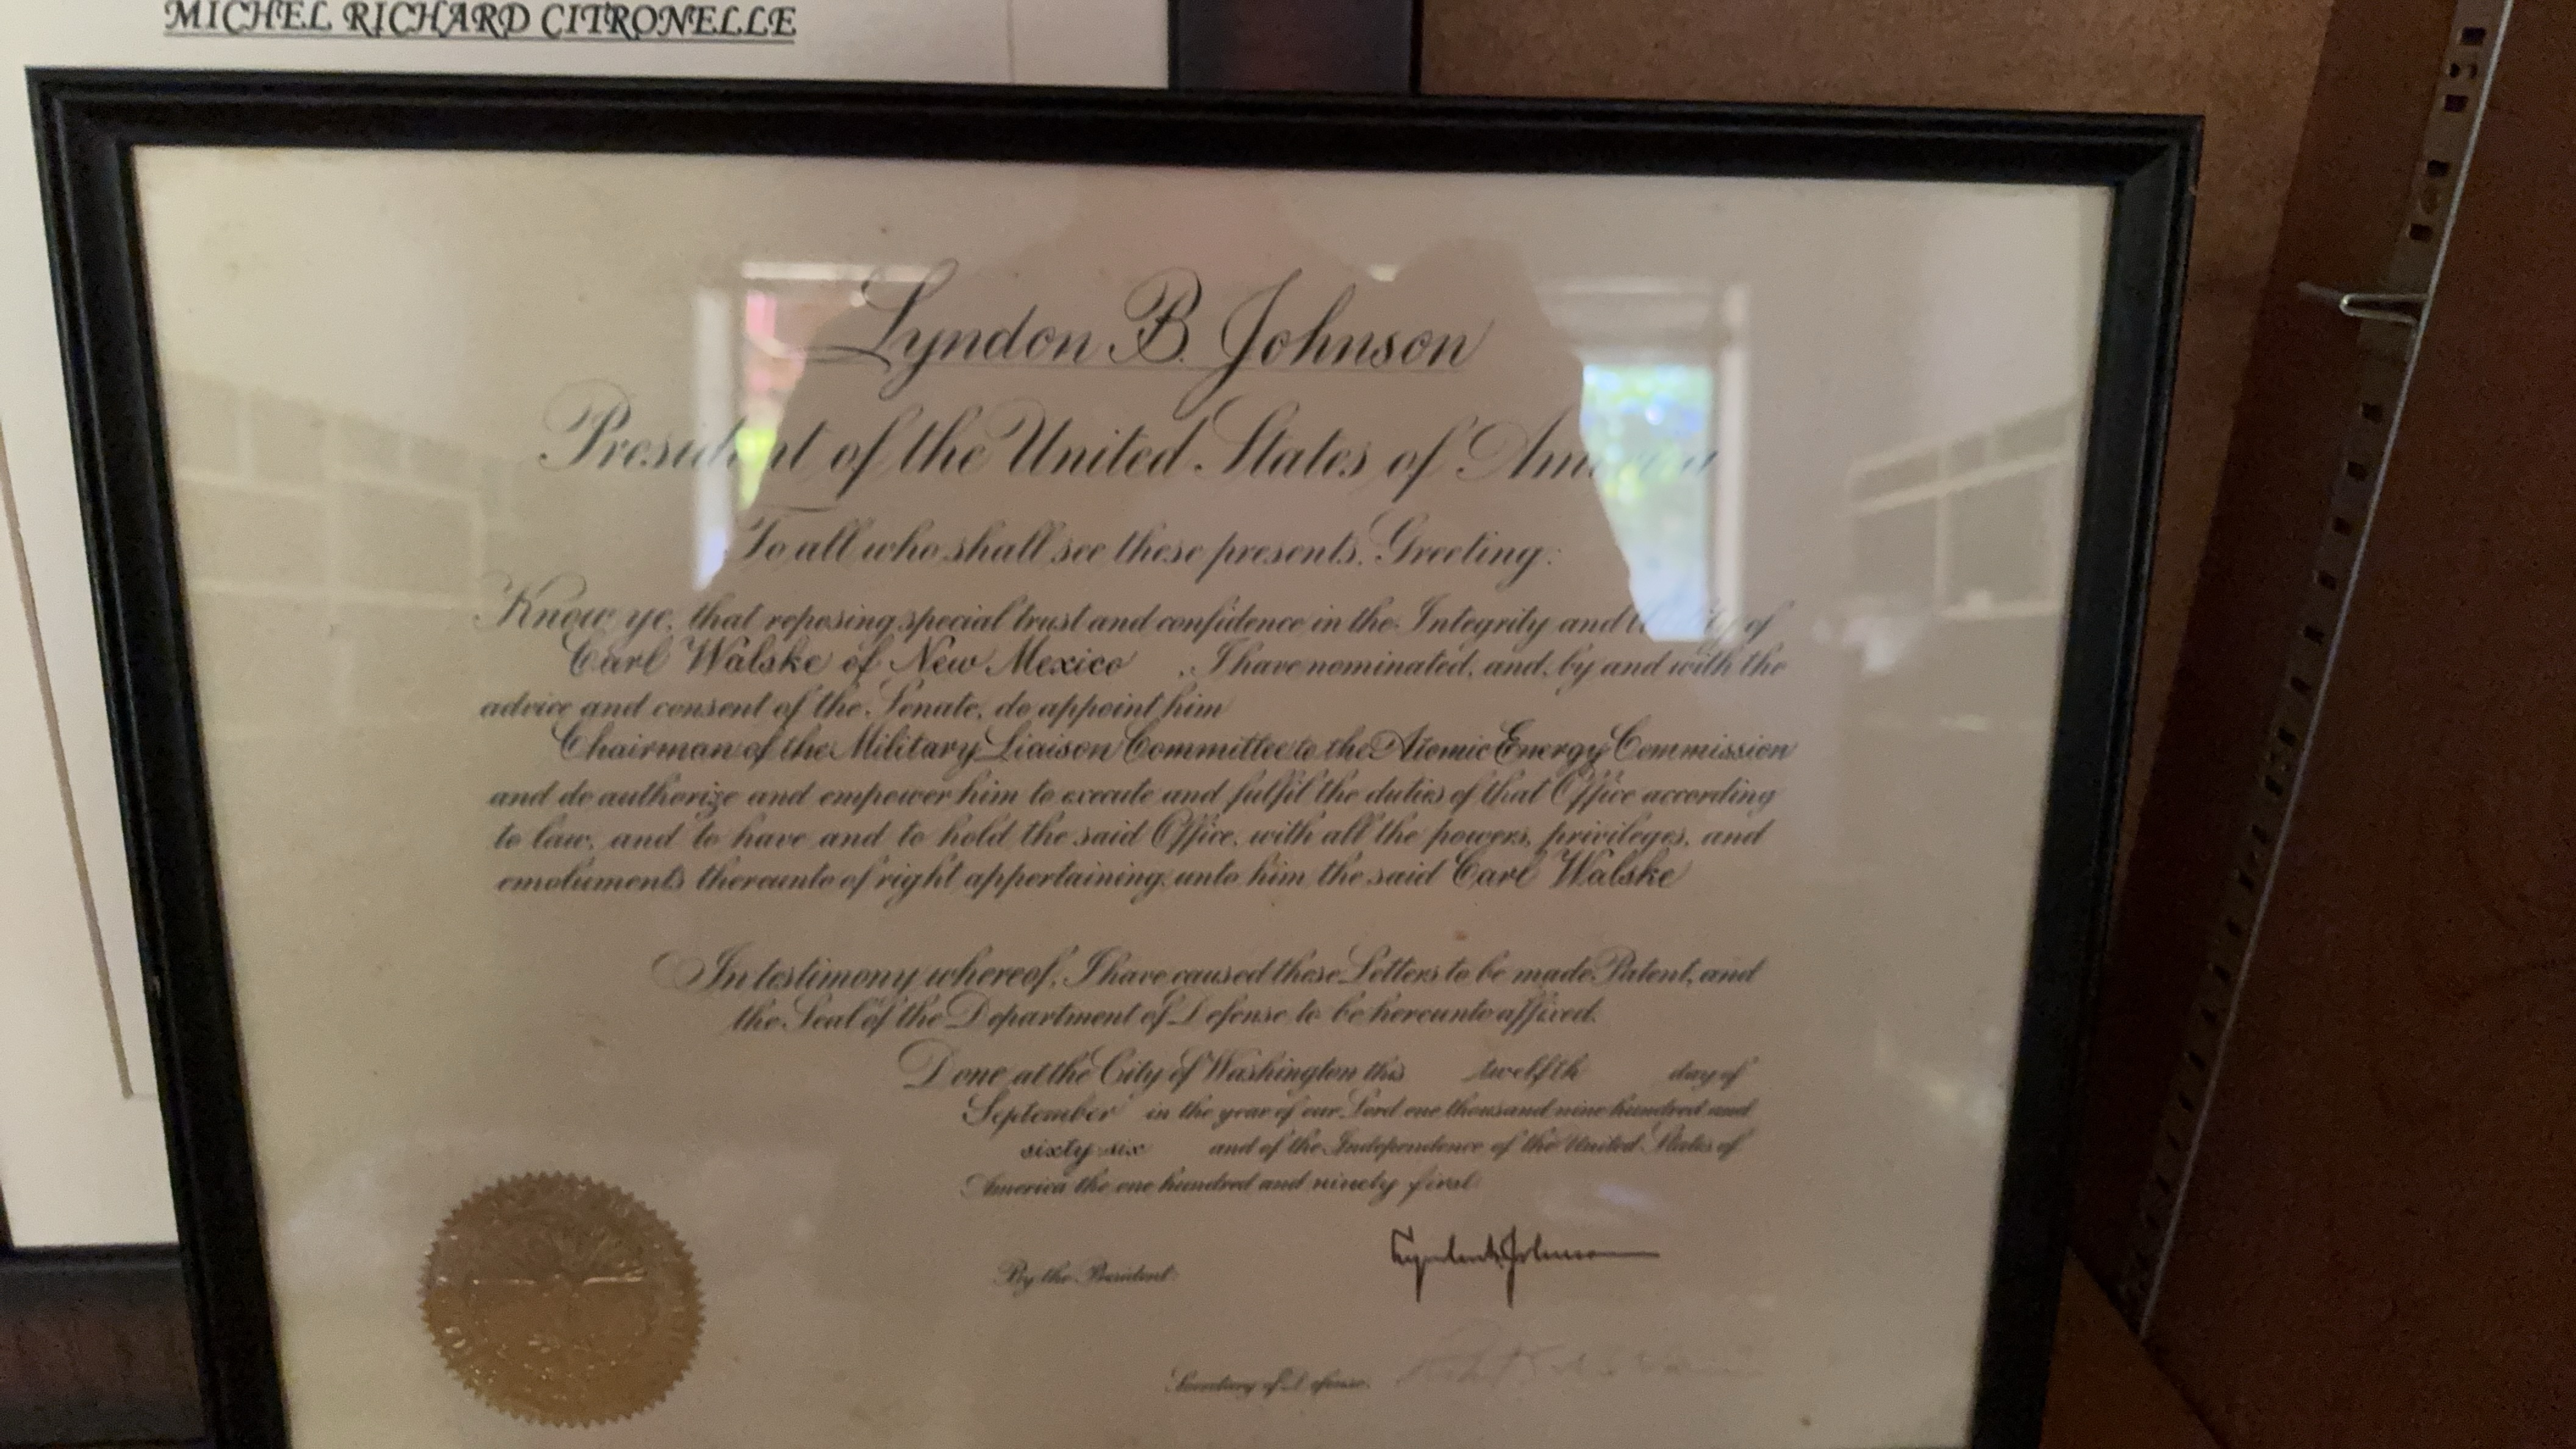 MICHEL RICHARD CITRONELLE
Lyndon B. Johnson
President of the United States of America
To all who shall see these presents, Greeting:
Know ye, that reposing special trust and confidence in the Integrity and of
Carl Walske of New Mexico , I have nominated, and, by and with the
advice and consent of the Senate, do appoint him
Chairman of the Military Liaison Committee to the Atomic Energy Commission
and do authorize and empower him to execute and fulfil the duties of that Office according
to law, and to have and to hold the said Office, with all the powers, privileges, and
emoluments thereunto of right appertaining, unto him the said Carl Walske
In testimony whereof, I have caused these Letters to be made Patent, and
the Seal of the Department of Defense to be hereunto affixed.
Done at the City of Washington this twelfth day of
September in the year of our Lord one thousand nine hundred and
sixty-six and of the Independence of the United States of
America the one hundred and ninety first
By the President:
Lyndon B. Johnson
Secretary of Defense.